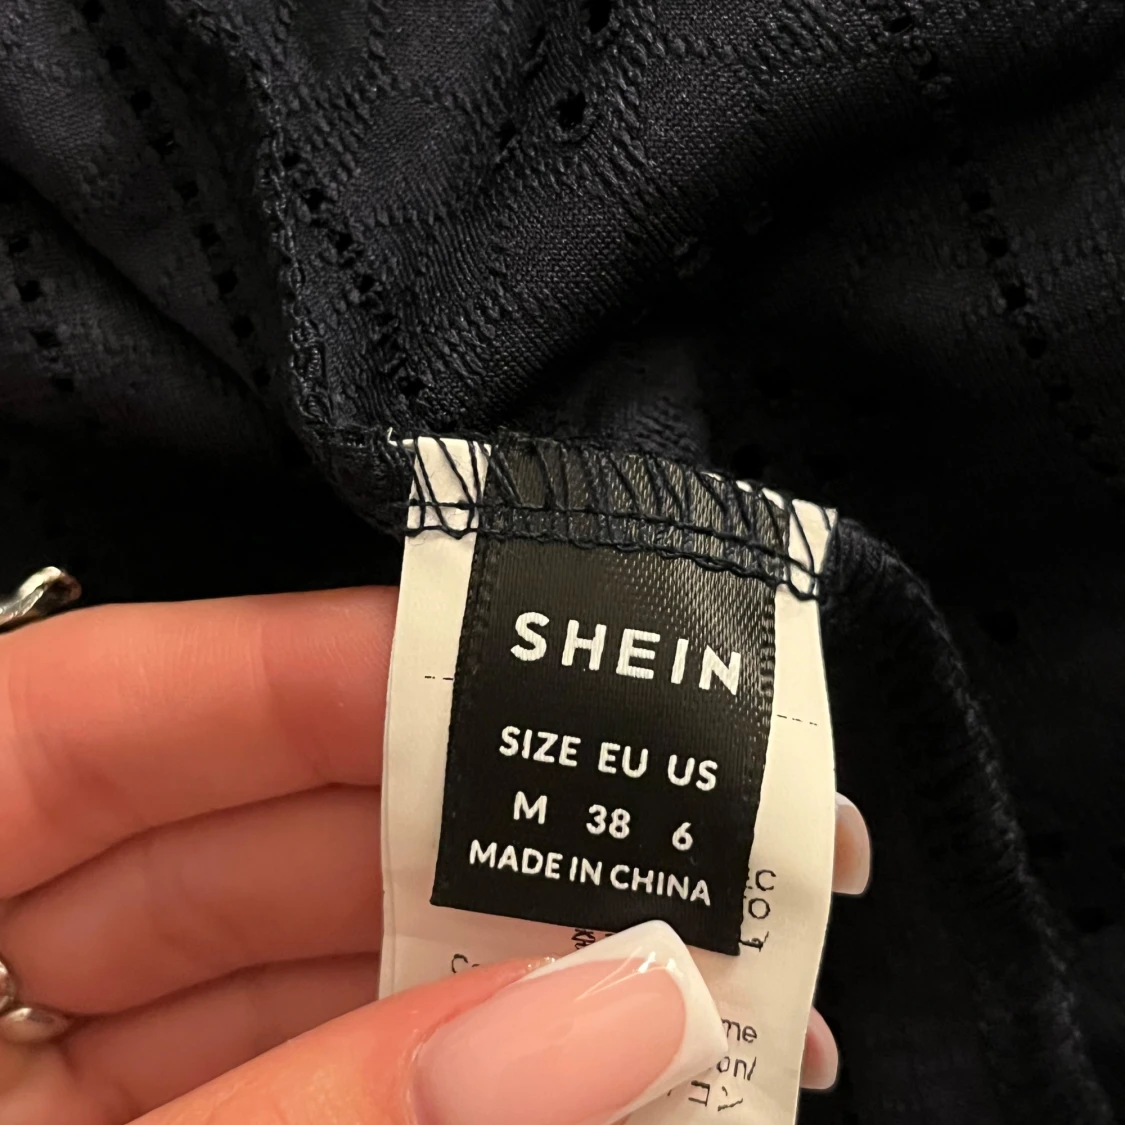 SHEIN
SIZE EU US
M 38 6
MADE IN CHINA